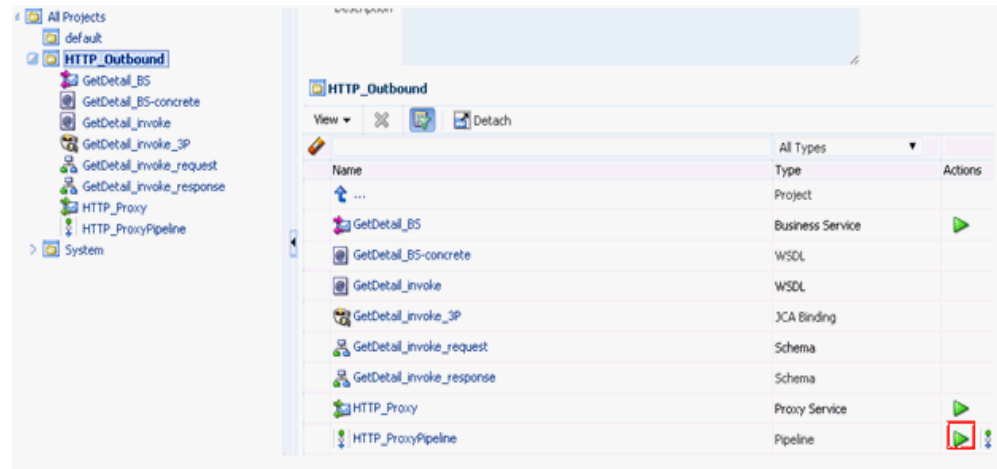 All Projects
default
HTTP_Outbound
GetDetail_BS
GetDetail_BS-concrete
GetDetail_invoke
GetDetail_invoke_3P
GetDetail_invoke_request
GetDetail_invoke_response
HTTP_Proxy
HTTP_ProxyPipeline
System
Description
HTTP_Outbound
View Detach
All Types
Name Type Actions
... Project
GetDetail_BS Business Service
GetDetail_BS-concrete WSDL
GetDetail_invoke WSDL
GetDetail_invoke_3P JCA Binding
GetDetail_invoke_request Schema
GetDetail_invoke_response Schema
HTTP_Proxy Proxy Service
HTTP_ProxyPipeline Pipeline